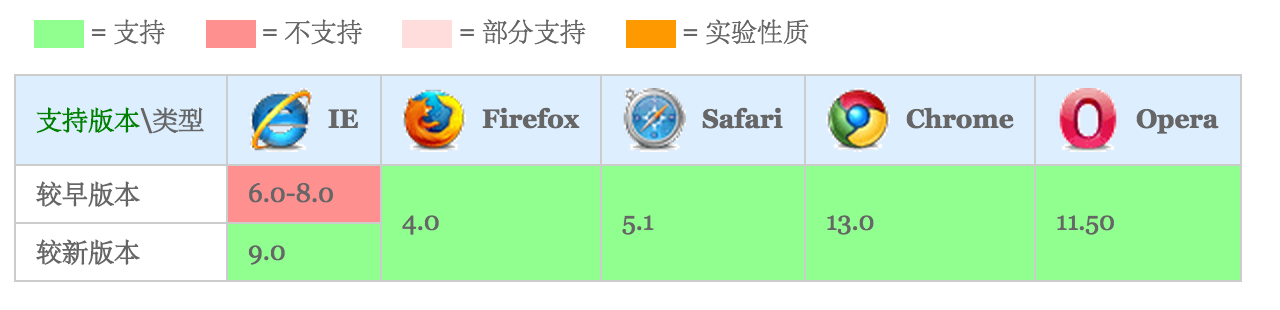 = 支持 = 不支持 = 部分支持 = 实验性质
支持版本\类型 IE Firefox Safari Chrome Opera
较早版本 6.0-8.0
4.0 5.1 13.0 11.50
较新版本 9.0